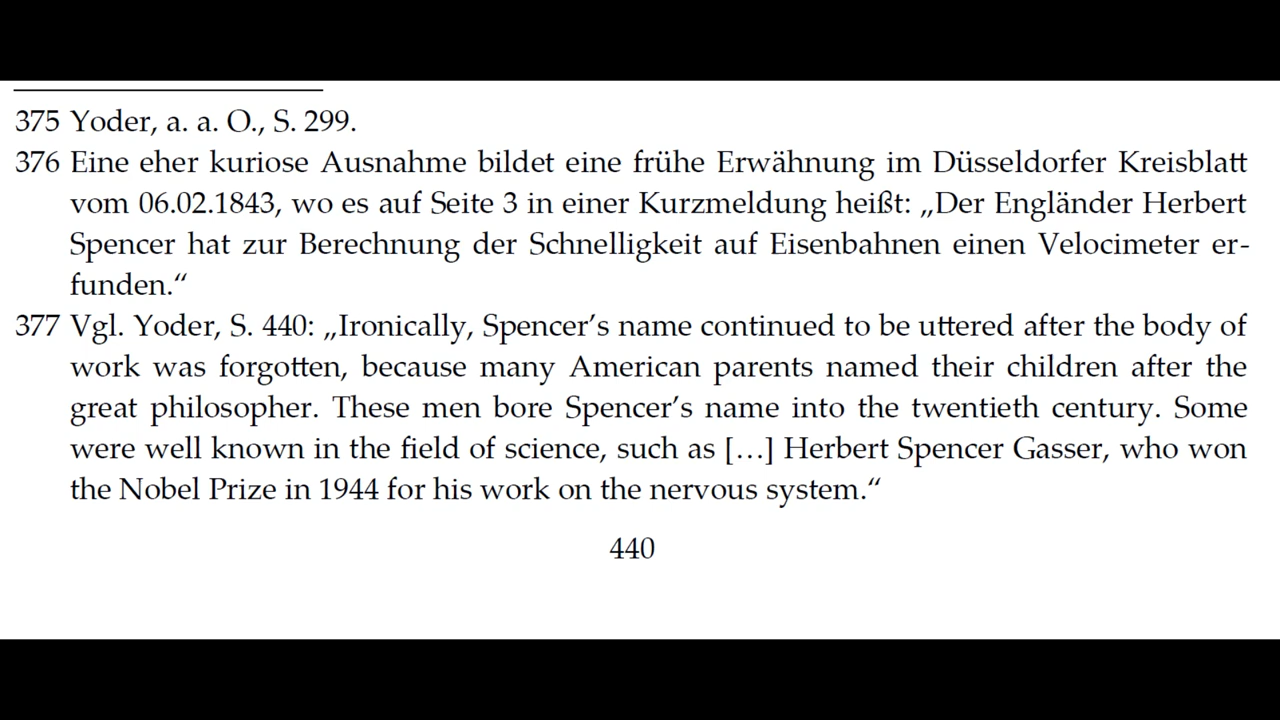 375 Yoder, a. a. O., S. 299.
376 Eine eher kuriose Ausnahme bildet eine frühe Erwähnung im Düsseldorfer Kreisblatt
vom 06.02.1843, wo es auf Seite 3 in einer Kurzmeldung heißt: „Der Engländer Herbert
Spencer hat zur Berechnung der Schnelligkeit auf Eisenbahnen einen Velocimeter er-
funden.“
377 Vgl. Yoder, S. 440: „Ironically, Spencer’s name continued to be uttered after the body of
work was forgotten, because many American parents named their children after the
great philosopher. These men bore Spencer’s name into the twentieth century. Some
were well known in the field of science, such as […] Herbert Spencer Gasser, who won
the Nobel Prize in 1944 for his work on the nervous system.“
440